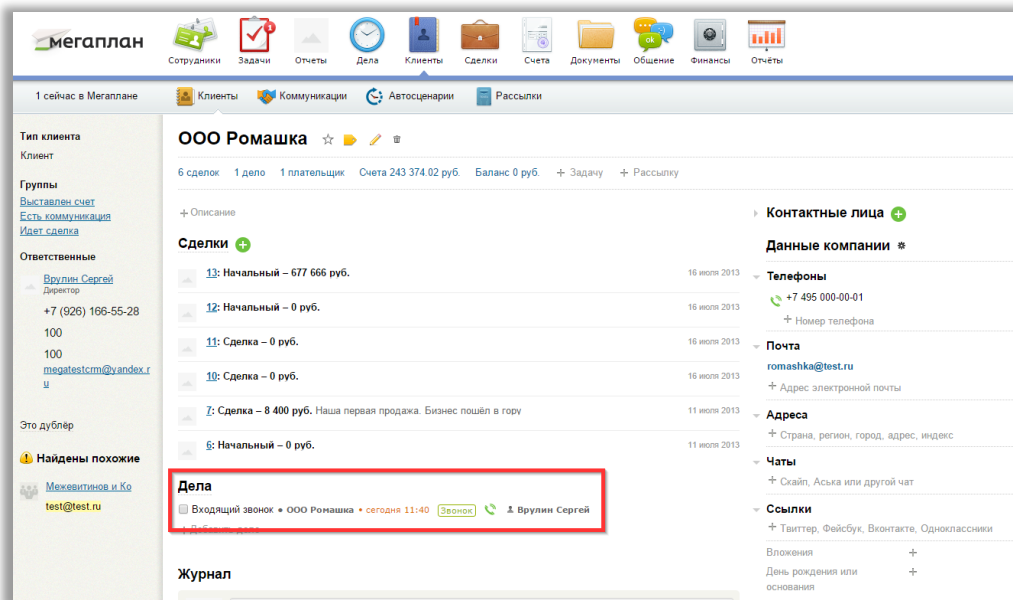 мегаплан
Сотрудники Задачи Отчеты Дела Клиенты Сделки Счета Документы Общение Финансы Отчёты
1
ok
1 сейчас в Мегаплане
Клиенты Коммуникации Автосценарии Рассылки
Тип клиента
Клиент
Группы
Выставлен счет
Есть коммуникация
Идет сделка
Ответственные
Врулин Сергей
Директор
+7 (926) 166-55-28
100
100
megatestcrm@yandex.r
u
Это дублёр
Найдены похожие
Межевитинов и Ко
test@test.ru
ООО Ромашка
6 сделок 1 дело 1 плательщик Счета 243 374.02 руб. Баланс 0 руб. + Задачу + Рассылку
+ Описание
Сделки
13: Начальный – 677 666 руб. 16 июля 2013
12: Начальный – 0 руб. 16 июля 2013
11: Сделка – 0 руб. 16 июля 2013
10: Сделка – 0 руб. 16 июля 2013
7: Сделка – 8 400 руб. Наша первая продажа. Бизнес пошёл в гору 11 июля 2013
6: Начальный – 0 руб. 11 июля 2013
Дела
Входящий звонок • ООО Ромашка • сегодня 11:40 Звонок Врулин Сергей
+ Добавить дело
Журнал
Контактные лица
Данные компании
Телефоны
+7 495 000-00-01
+ Номер телефона
Почта
romashka@test.ru
+ Адрес электронной почты
Адреса
+ Страна, регион, город, адрес, индекс
Чаты
+ Скайп, Аська или другой чат
Ссылки
+ Твиттер, Фейсбук, Вконтакте, Одноклассники
Вложения +
День рождения или +
основания